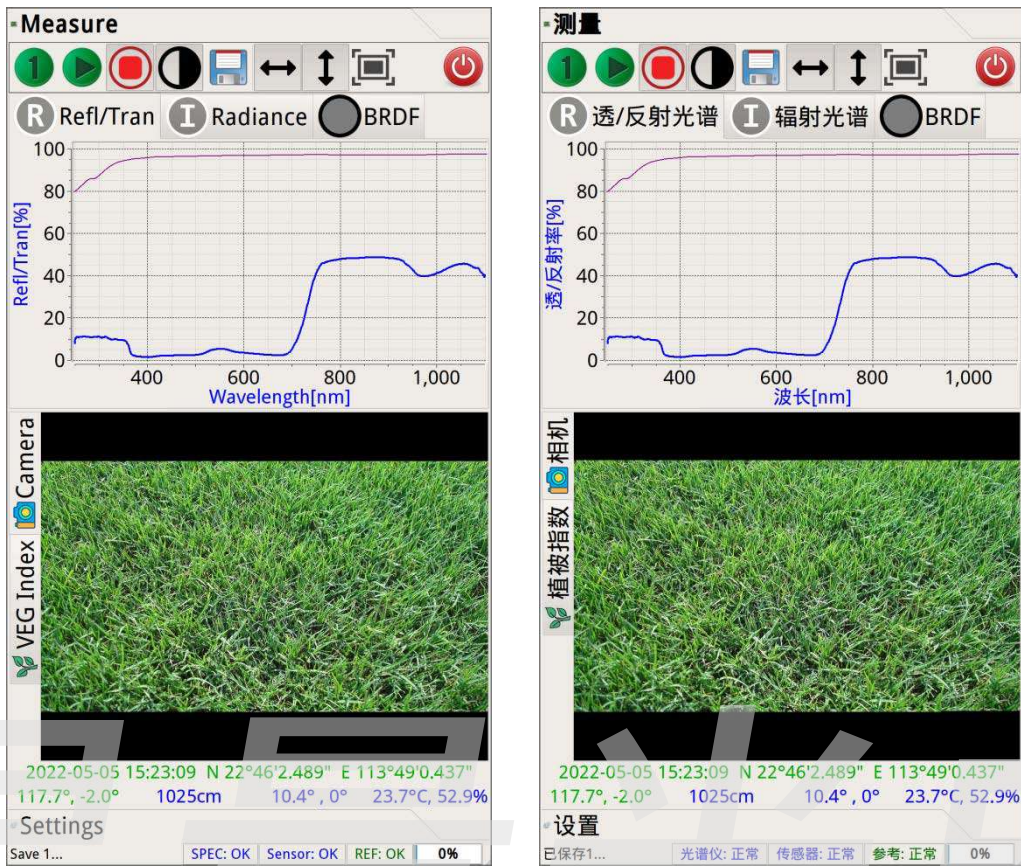 Measure
1
R Refl/Tran I Radiance BRDF
100
80
60
40
20
0
Refl/Tran[%]
400 600 800 1,000
Wavelength[nm]
Camera
VEG Index
2022-05-05 15:23:09 N 22°46'2.489" E 113°49'0.437"
117.7°, -2.0° 1025cm 10.4° , 0° 23.7°C, 52.9%
Settings
Save 1... SPEC: OK Sensor: OK REF: OK 0%
测量
1
R 透/反射光谱 I 辐射光谱 BRDF
100
80
60
40
20
0
透/反射率[%]
400 600 800 1,000
波长[nm]
相机
植被指数
2022-05-05 15:23:09 N 22°46'2.489" E 113°49'0.437"
117.7°, -2.0° 1025cm 10.4° , 0° 23.7°C, 52.9%
设置
已保存1... 光谱仪: 正常 传感器: 正常 参考: 正常 0%